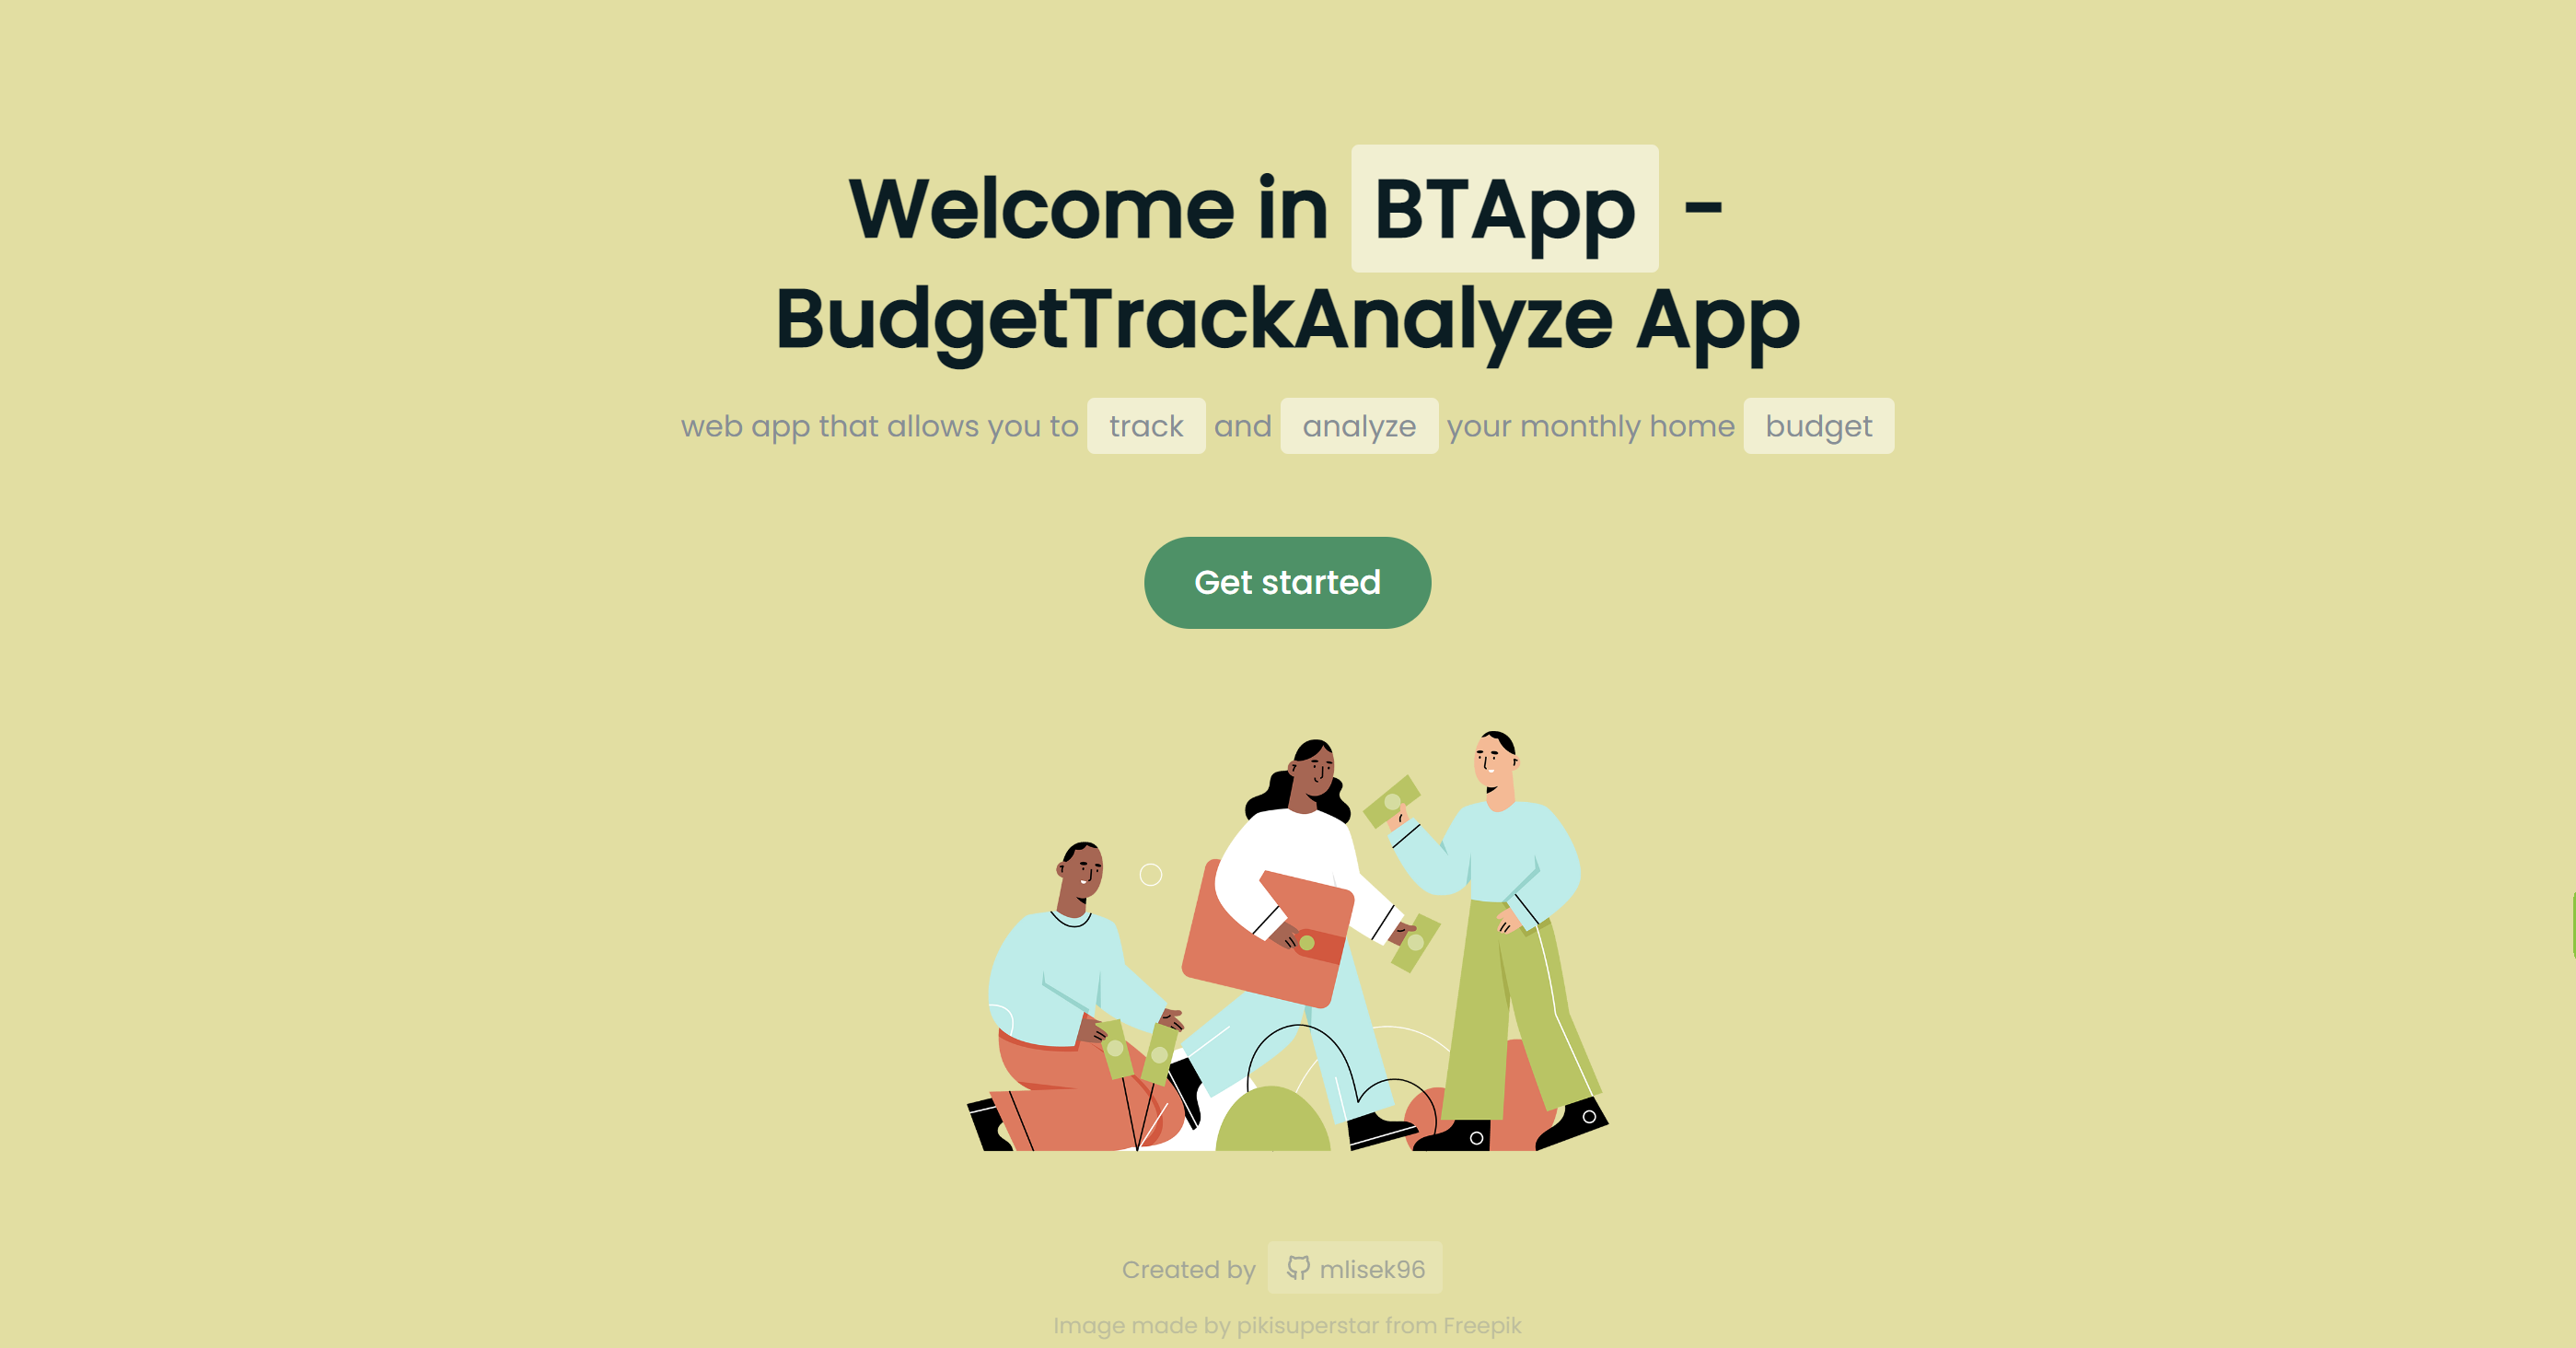 Welcome in BTApp -
BudgetTrackAnalyze App
web app that allows you to track and analyze your monthly home budget
Get started
Created by mlisek96
Image made by pikisuperstar from Freepik